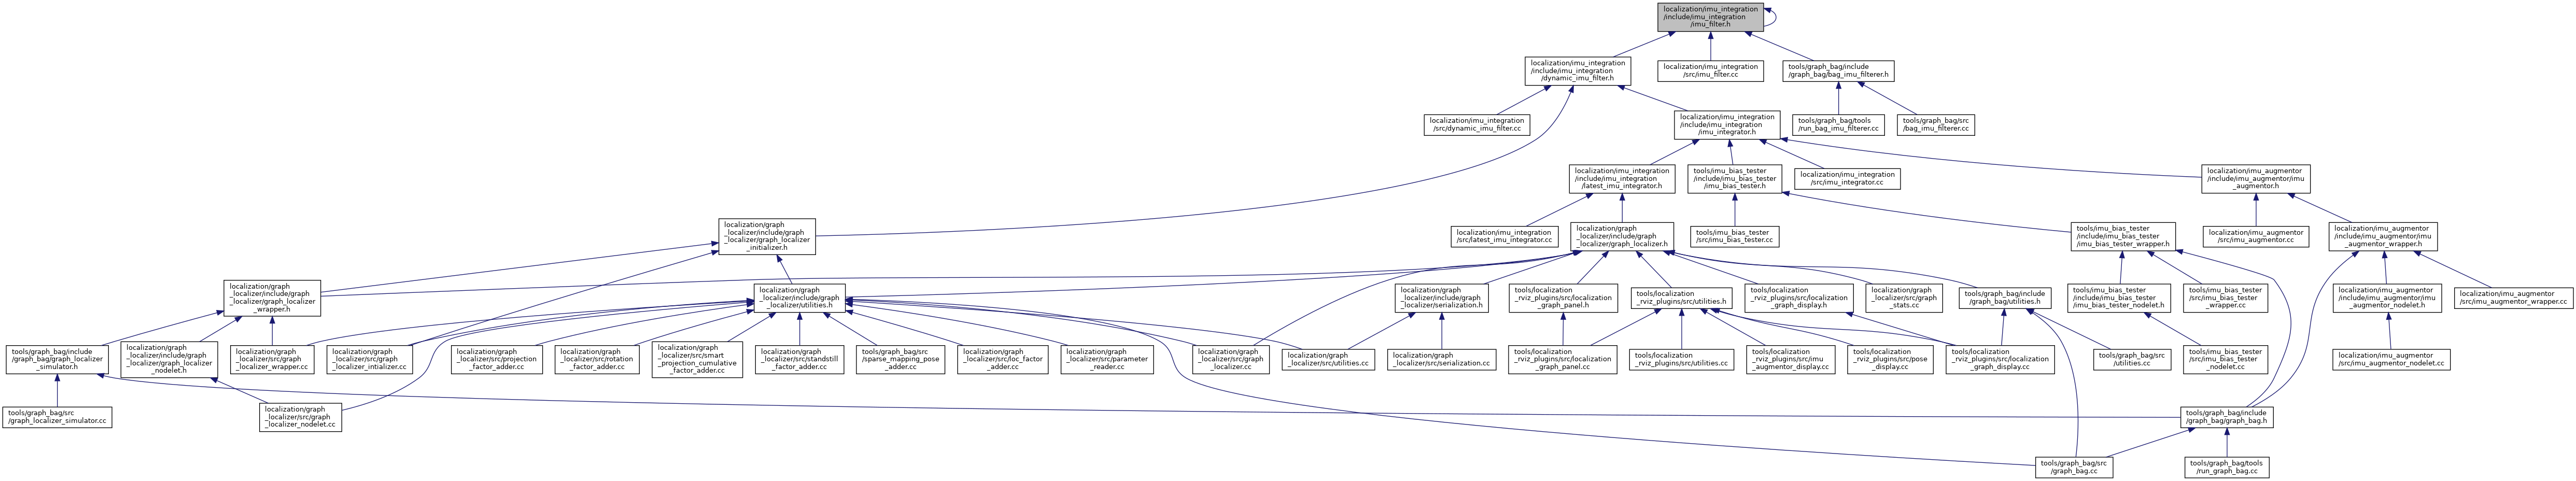 localization/imu_integration
/include/imu_integration
/imu_filter.h
localization/imu_integration
/include/imu_integration
/dynamic_imu_filter.h
localization/imu_integration
/src/imu_filter.cc
tools/graph_bag/include
/graph_bag/bag_imu_filterer.h
localization/imu_integration
/src/dynamic_imu_filter.cc
localization/imu_integration
/include/imu_integration
/imu_integrator.h
tools/graph_bag/tools
/run_bag_imu_filterer.cc
tools/graph_bag/src
/bag_imu_filterer.cc
localization/imu_integration
/include/imu_integration
/latest_imu_integrator.h
tools/imu_bias_tester
/include/imu_bias_tester
/imu_bias_tester.h
localization/imu_integration
/src/imu_integrator.cc
localization/imu_augmentor
/include/imu_augmentor/imu
_augmentor.h
localization/graph
_localizer/include/graph
_localizer/graph_localizer
_initializer.h
localization/imu_integration
/src/latest_imu_integrator.cc
localization/graph
_localizer/include/graph
_localizer/graph_localizer.h
tools/imu_bias_tester
/src/imu_bias_tester.cc
tools/imu_bias_tester
/include/imu_bias_tester
/imu_bias_tester_wrapper.h
localization/imu_augmentor
/src/imu_augmentor.cc
localization/imu_augmentor
/include/imu_augmentor/imu
_augmentor_wrapper.h
localization/graph
_localizer/include/graph
_localizer/graph_localizer
_wrapper.h
localization/graph
_localizer/include/graph
_localizer/utilities.h
localization/graph
_localizer/include/graph
_localizer/serialization.h
tools/localization
_rviz_plugins/src/localization
_graph_panel.h
tools/localization
_rviz_plugins/src/utilities.h
tools/localization
_rviz_plugins/src/localization
_graph_display.h
localization/graph
_localizer/src/graph
_stats.cc
tools/graph_bag/include
/graph_bag/utilities.h
tools/imu_bias_tester
/include/imu_bias_tester
/imu_bias_tester_nodelet.h
tools/imu_bias_tester
/src/imu_bias_tester
_wrapper.cc
localization/imu_augmentor
/include/imu_augmentor/imu
_augmentor_nodelet.h
localization/imu_augmentor
/src/imu_augmentor_wrapper.cc
tools/graph_bag/include
/graph_bag/graph_localizer
_simulator.h
localization/graph
_localizer/include/graph
_localizer/graph_localizer
_nodelet.h
localization/graph
_localizer/src/graph
_localizer_wrapper.cc
localization/graph
_localizer/src/graph
_localizer_intializer.cc
localization/graph
_localizer/src/projection
_factor_adder.cc
localization/graph
_localizer/src/rotation
_factor_adder.cc
localization/graph
_localizer/src/smart
_projection_cumulative
_factor_adder.cc
localization/graph
_localizer/src/standstill
_factor_adder.cc
tools/graph_bag/src
/sparse_mapping_pose
_adder.cc
localization/graph
_localizer/src/loc_factor
_adder.cc
localization/graph
_localizer/src/parameter
_reader.cc
localization/graph
_localizer/src/graph
_localizer.cc
localization/graph
_localizer/src/utilities.cc
localization/graph
_localizer/src/serialization.cc
tools/localization
_rviz_plugins/src/localization
_graph_panel.cc
tools/localization
_rviz_plugins/src/utilities.cc
tools/localization
_rviz_plugins/src/imu
_augmentor_display.cc
tools/localization
_rviz_plugins/src/pose
_display.cc
tools/localization
_rviz_plugins/src/localization
_graph_display.cc
tools/graph_bag/src
/utilities.cc
tools/imu_bias_tester
/src/imu_bias_tester
_nodelet.cc
localization/imu_augmentor
/src/imu_augmentor_nodelet.cc
tools/graph_bag/src
/graph_localizer_simulator.cc
localization/graph
_localizer/src/graph
_localizer_nodelet.cc
tools/graph_bag/include
/graph_bag/graph_bag.h
tools/graph_bag/src
/graph_bag.cc
tools/graph_bag/tools
/run_graph_bag.cc